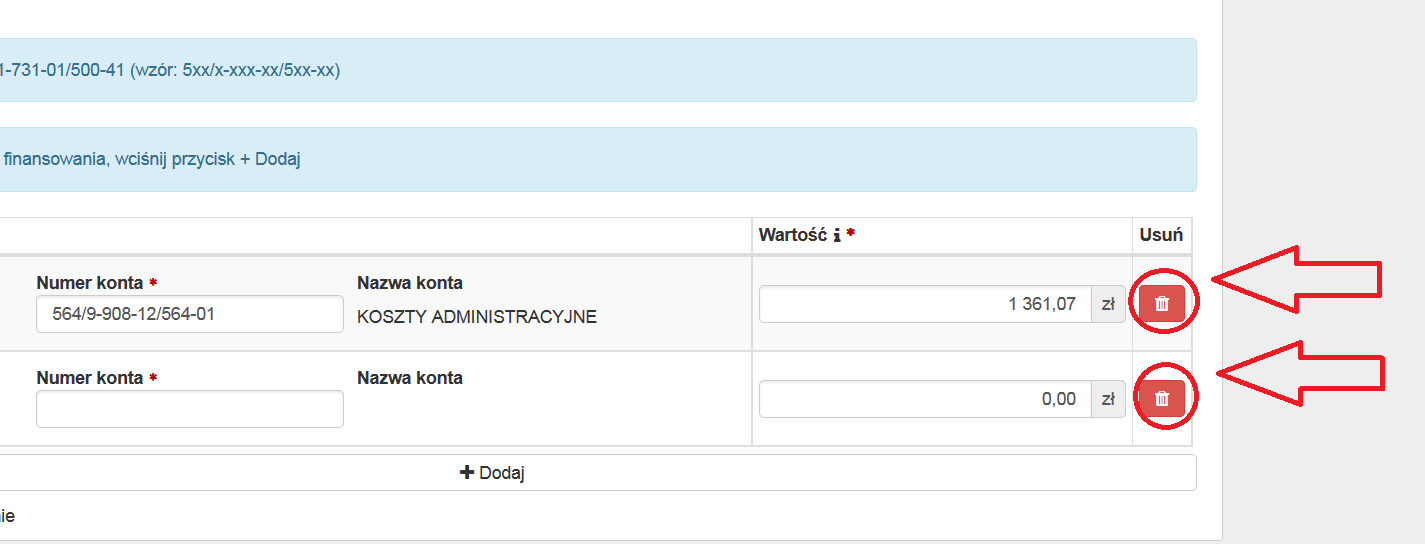 1-731-01/500-41 (wzór: 5xx/x-xxx-xx/5xx-xx)
finansowania, wciśnij przycisk + Dodaj
Wartość i * Usuń
Numer konta * Nazwa konta
564/9-908-12/564-01 KOSZTY ADMINISTRACYJNE 1 361,07 zł
Numer konta * Nazwa konta
0,00 zł
+ Dodaj
ie